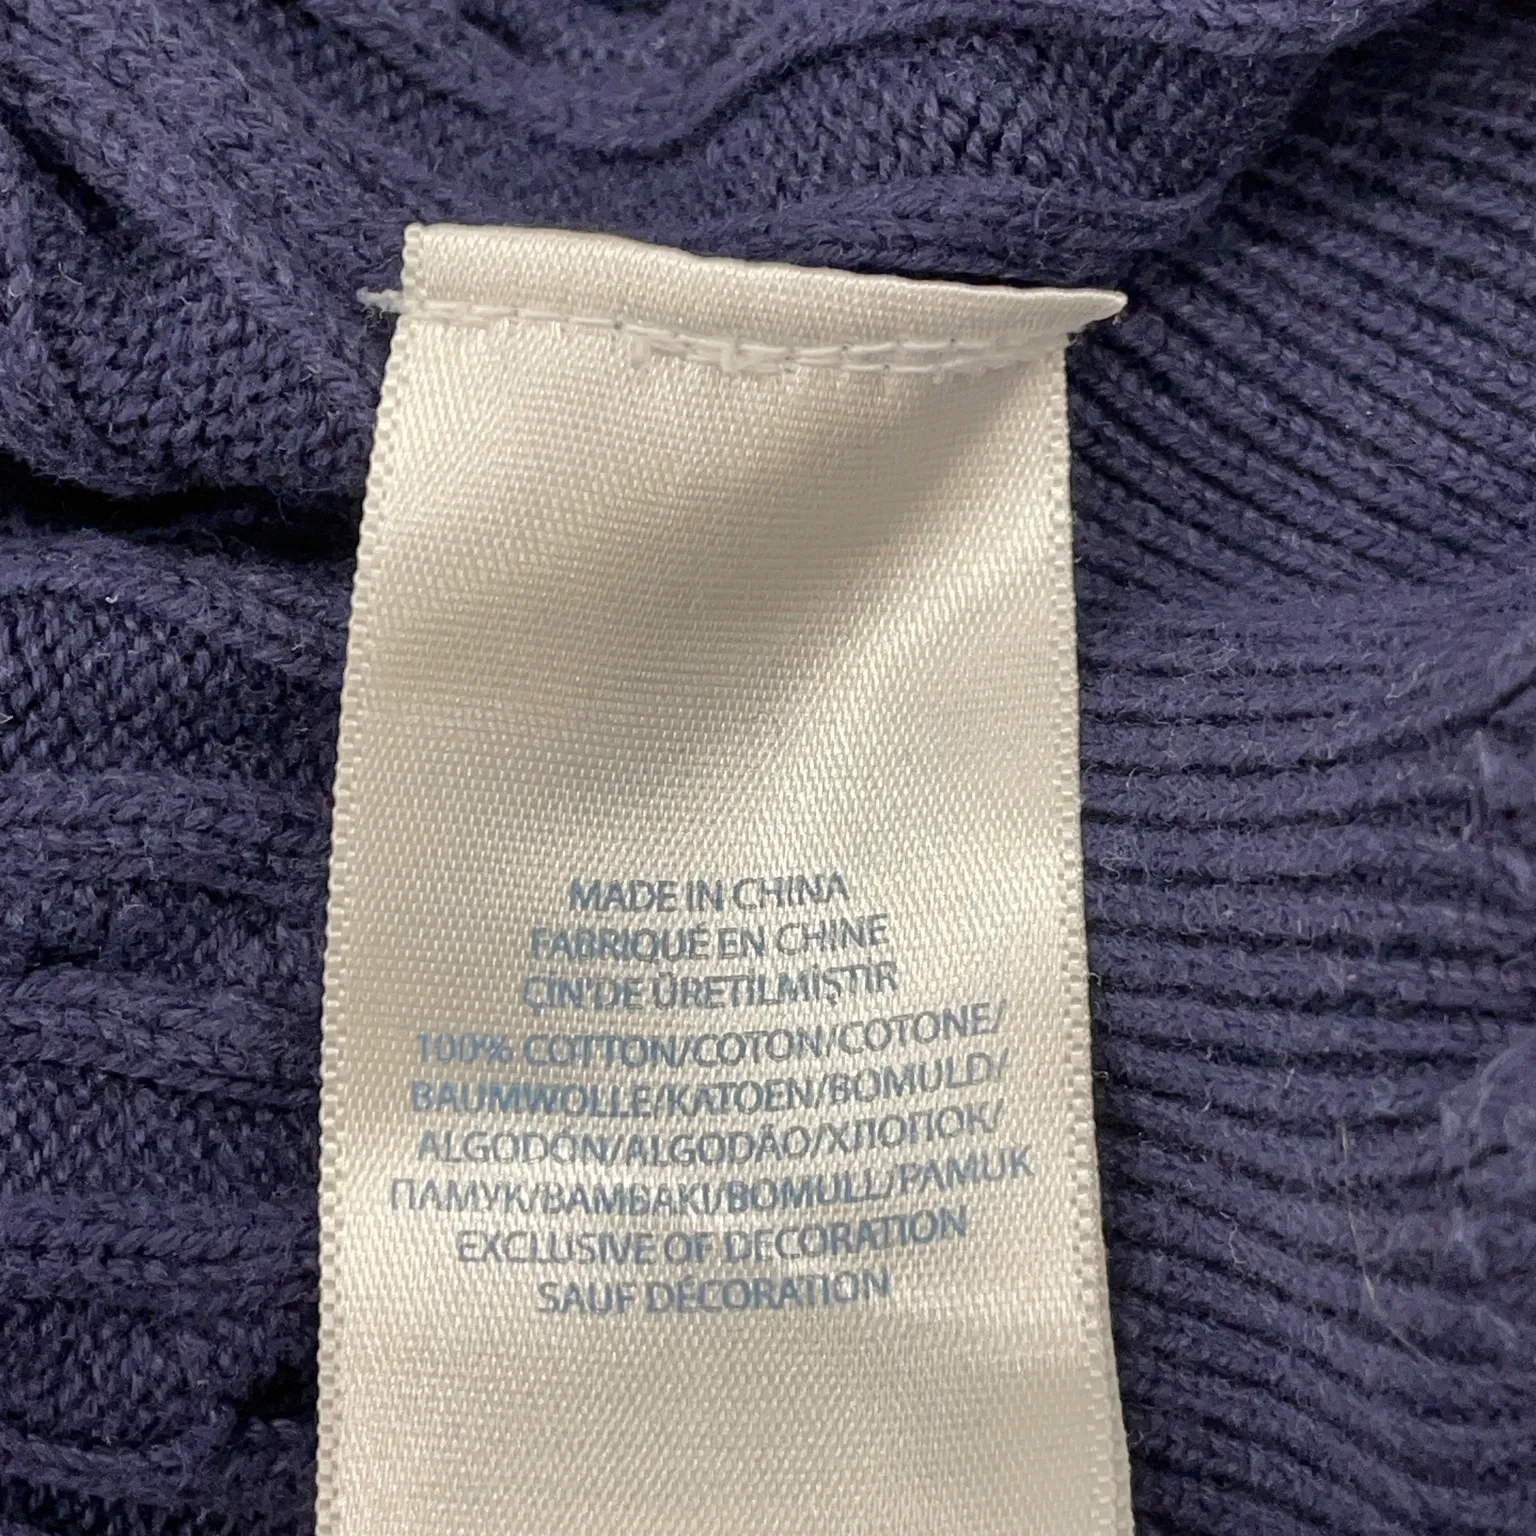 MADE IN CHINA
FABRIQUÉ EN CHINE
ÇİN'DE ÜRETİLMİŞTİR
100% COTTON/COTON/COTONE/
BAUMWOLLE/KATOEN/BOMULD/
ALGODÓN/ALGODÃO/ХЛОПОК/
ПАМУК/ΒΑΜΒΑΚΙ/BOMULL/PAMUK
EXCLUSIVE OF DECORATION
SAUF DÉCORATION